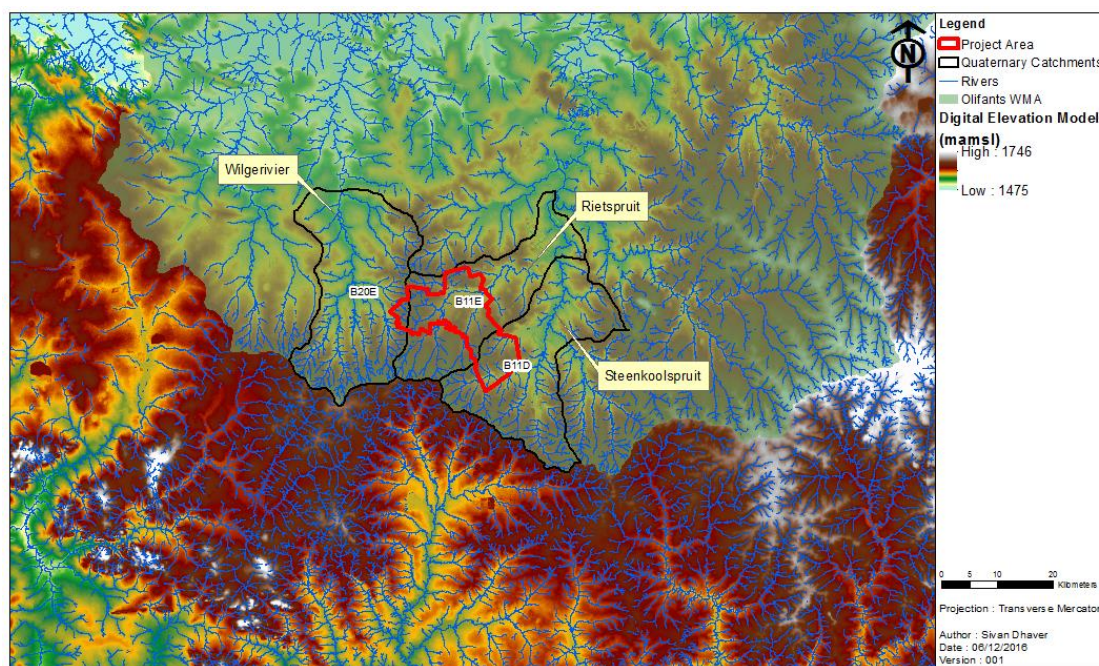 Wilgerivier
Rietspruit
B20E
B11E
B11D
Steenkoolspruit
N
Legend
Project Area
Quaternary Catchments
Rivers
Olifants WMA
Digital Elevation Model
(mamsl)
High : 1746
Low : 1475
0 5 10 20
Kilometers
Projection : Transverse Mercator
Author : Sivan Dhaver
Date : 06/12/2016
Version : 001